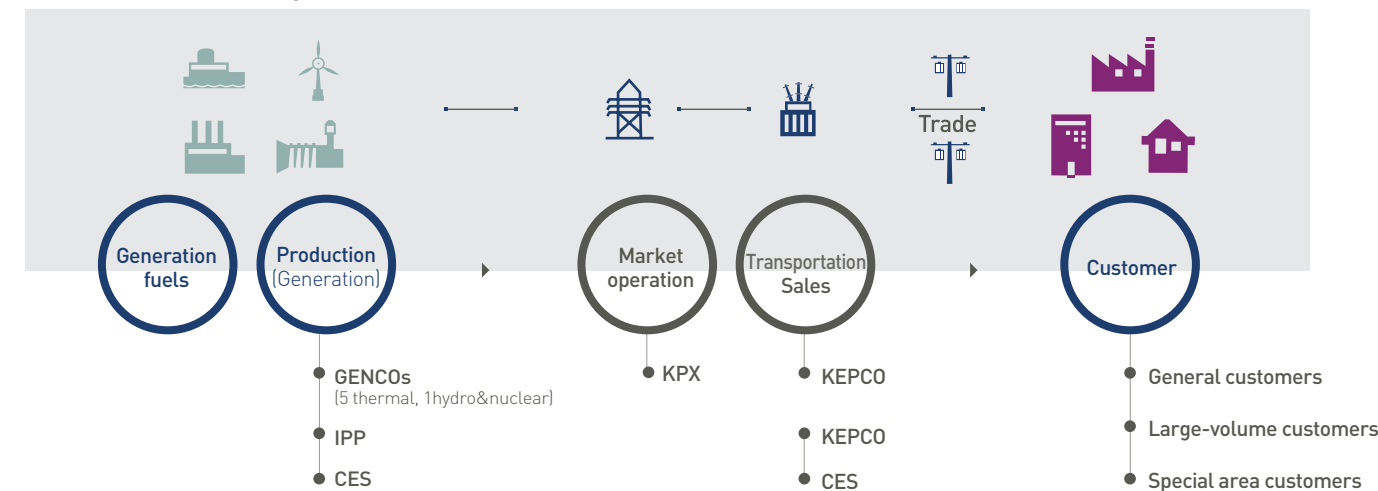 Trade
Generation
fuels
Production
(Generation)
Market
operation
Transportation
Sales
Customer
GENCOs
(5 thermal, 1hydro&nuclear)
IPP
CES
KPX
KEPCO
KEPCO
CES
General customers
Large-volume customers
Special area customers